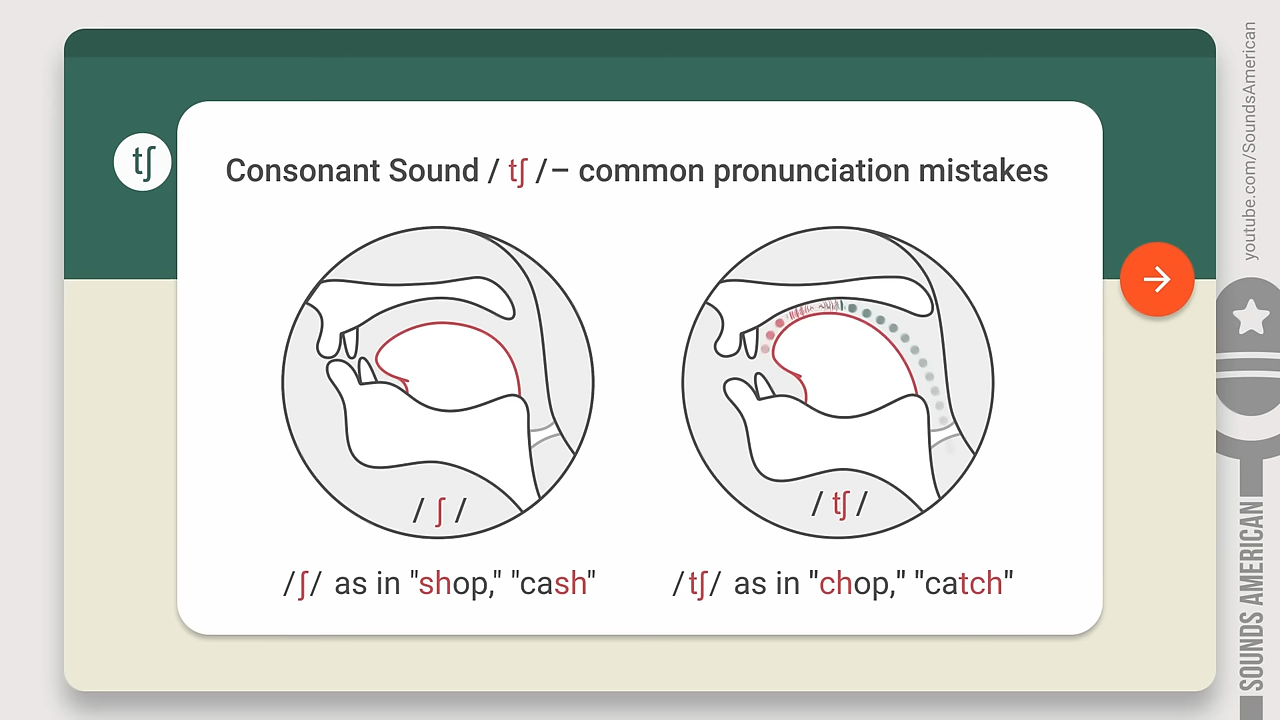 tʃ
Consonant Sound / tʃ /– common pronunciation mistakes
/ ʃ /
/ tʃ /
/ʃ/ as in "shop," "cash"
/tʃ/ as in "chop," "catch"
youtube.com/SoundsAmerican
SOUNDS AMERICAN